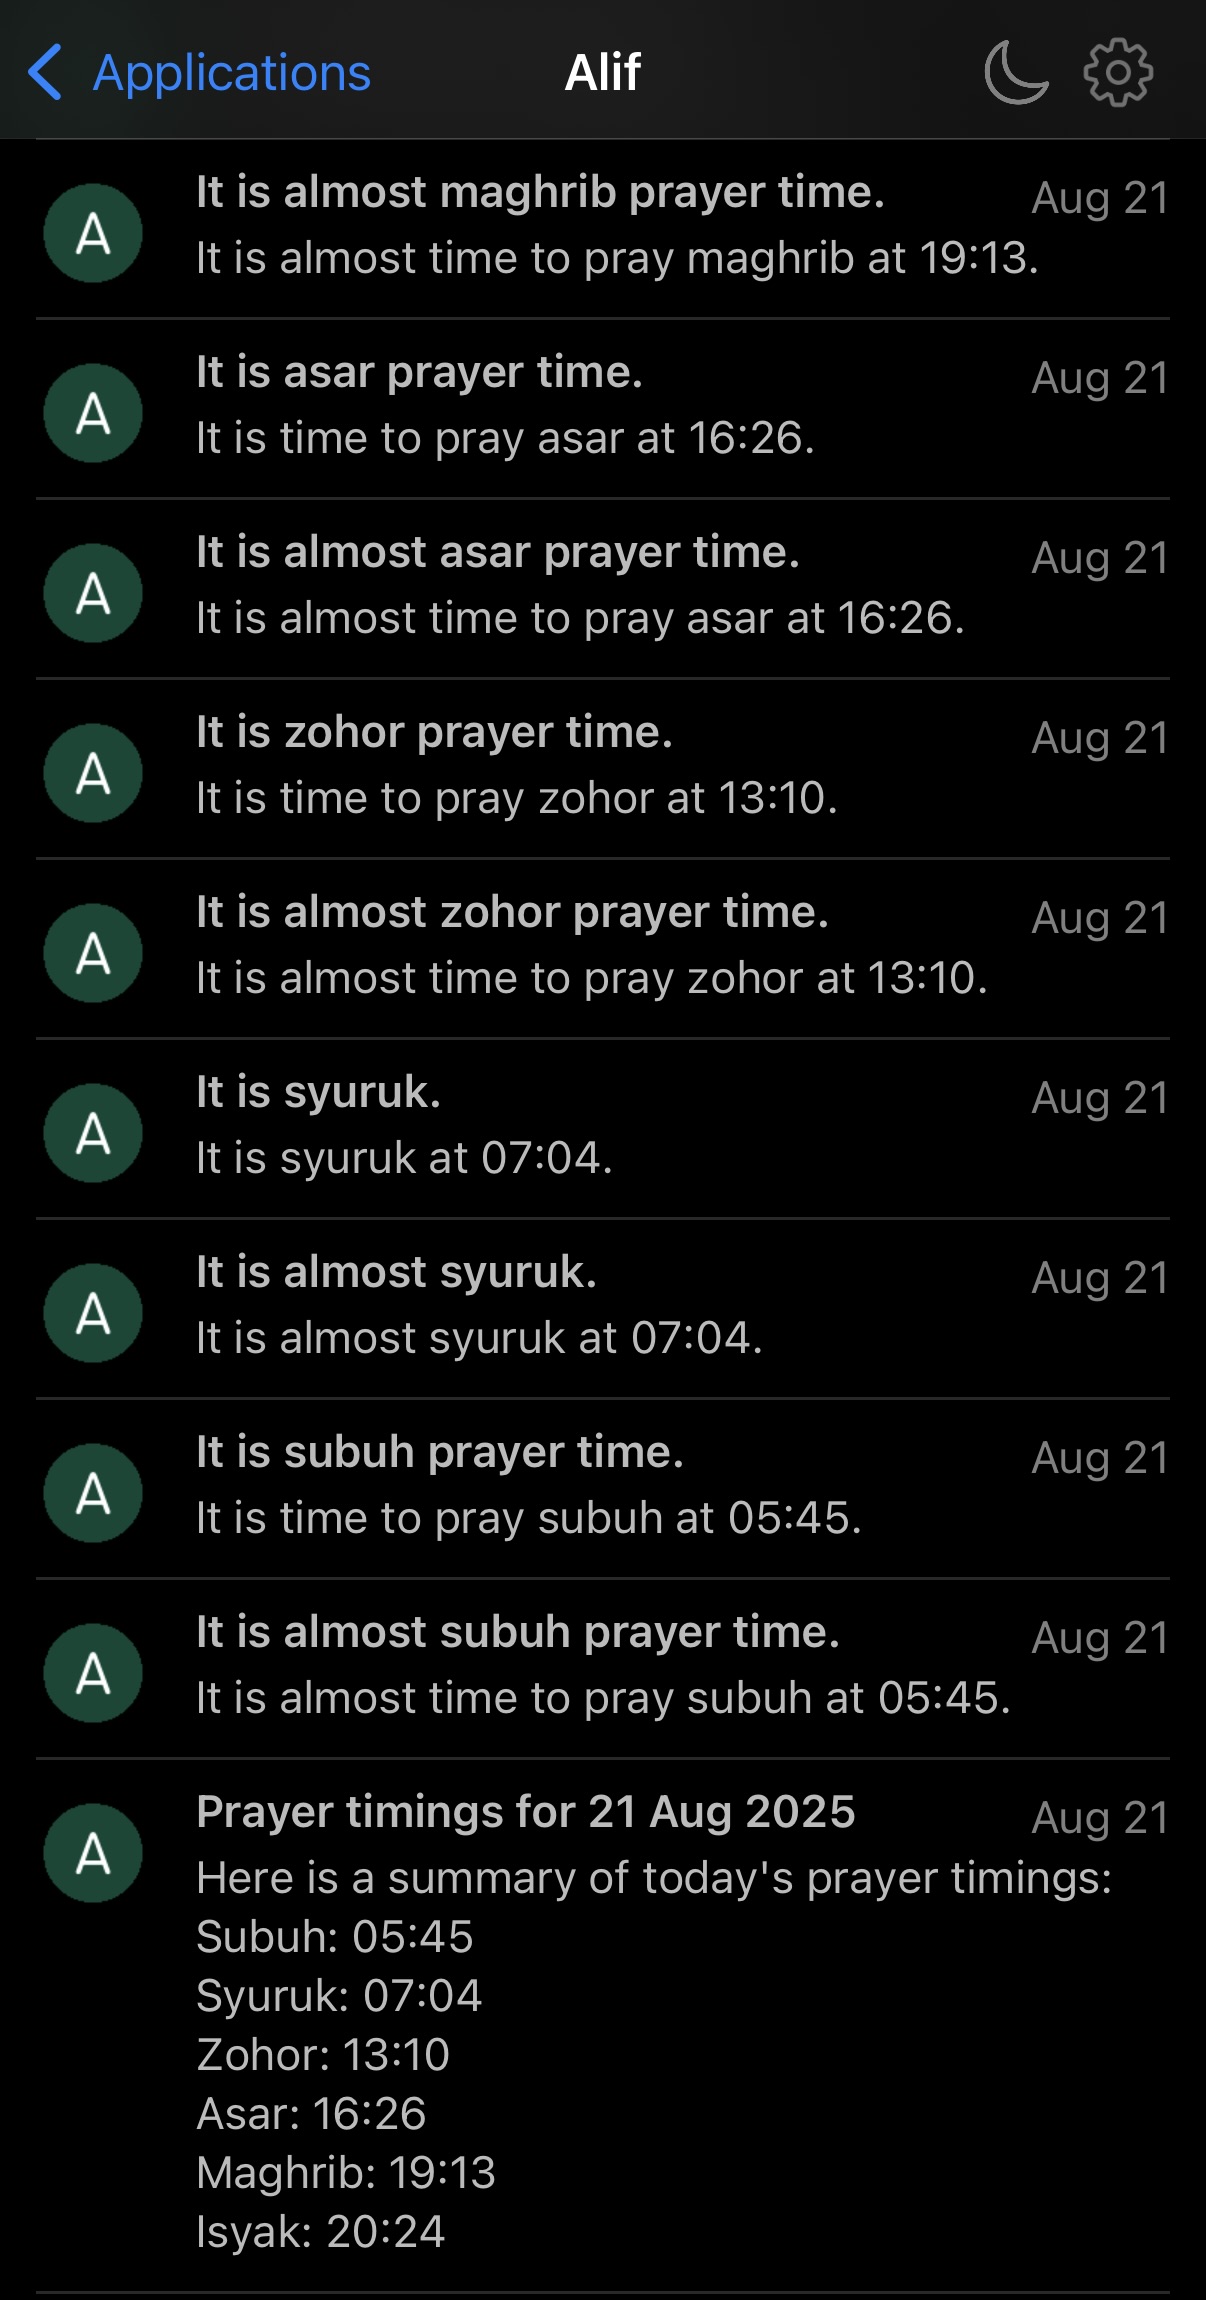 Applications
Alif
It is almost maghrib prayer time.
Aug 21
It is almost time to pray maghrib at 19:13.
A
It is asar prayer time.
Aug 21
It is time to pray asar at 16:26.
A
It is almost asar prayer time.
Aug 21
It is almost time to pray asar at 16:26.
A
It is zohor prayer time.
Aug 21
It is time to pray zohor at 13:10.
A
It is almost zohor prayer time.
Aug 21
It is almost time to pray zohor at 13:10.
A
It is syuruk.
Aug 21
It is syuruk at 07:04.
A
It is almost syuruk.
Aug 21
It is almost syuruk at 07:04.
A
It is subuh prayer time.
Aug 21
It is time to pray subuh at 05:45.
A
It is almost subuh prayer time.
Aug 21
It is almost time to pray subuh at 05:45.
A
Prayer timings for 21 Aug 2025
Aug 21
Here is a summary of today's prayer timings:
A
Subuh: 05:45
Syuruk: 07:04
Zohor: 13:10
Asar: 16:26
Maghrib: 19:13
Isyak: 20:24